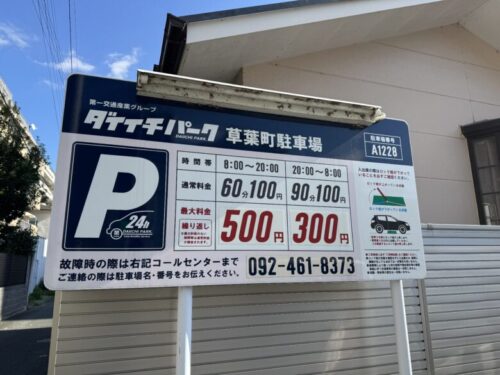 第一交通産業グループ
ダイイチパーク
DAIICHI PARK
草葉町駐車場
駐車場番号
A1228
P
24h
DAIICHI PARK
時間帯
8:00〜20:00
20:00〜8:00
通常料金
60分100円
90分100円
最大料金
繰り返し
500円
300円
故障時の際は右記コールセンターまで
ご連絡の際は駐車場名・番号をお伝えください。
092-461-8373